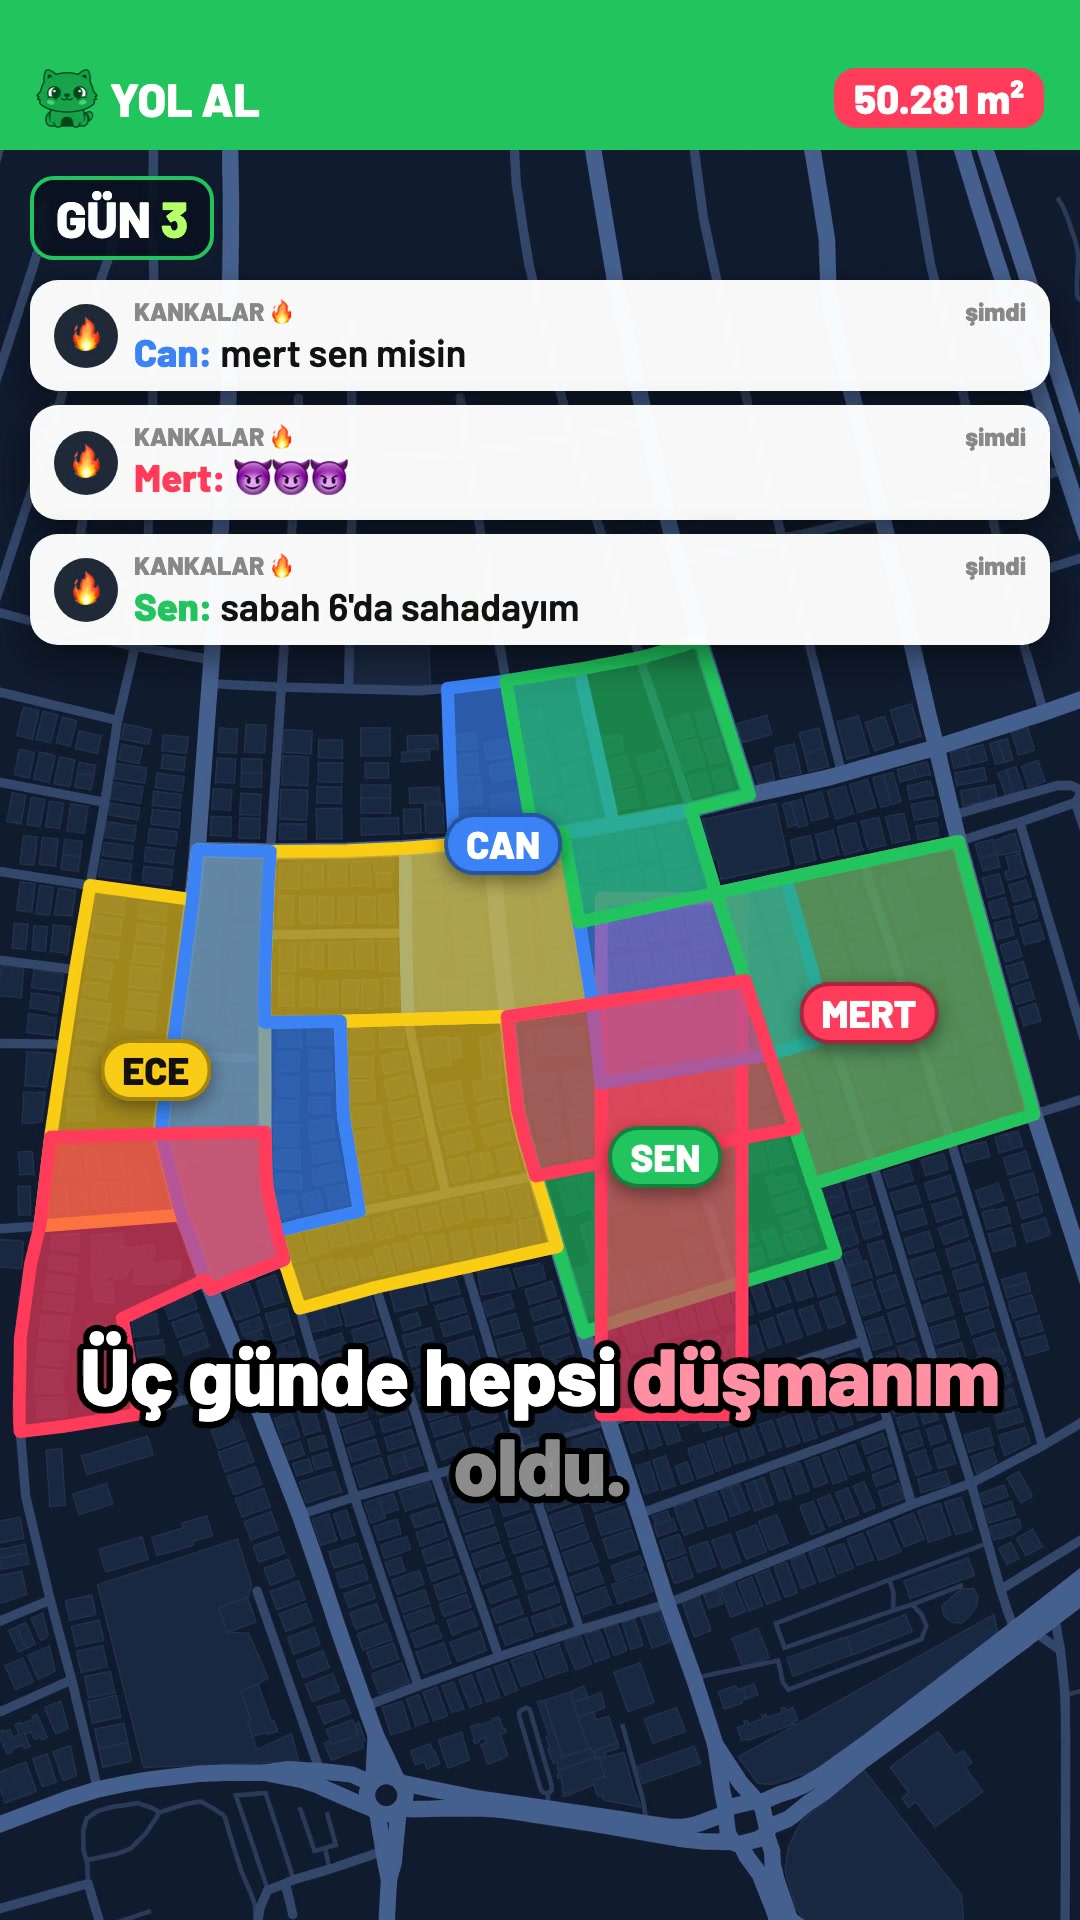 YOL AL
50.281 m²
GÜN 3
KANKALAR 🔥
şimdi
Can: mert sen misin
KANKALAR 🔥
şimdi
Mert: 😈😈😈
KANKALAR 🔥
şimdi
Sen: sabah 6'da sahadayım
CAN
MERT
ECE
SEN
Üç günde hepsi düşmanım
oldu.